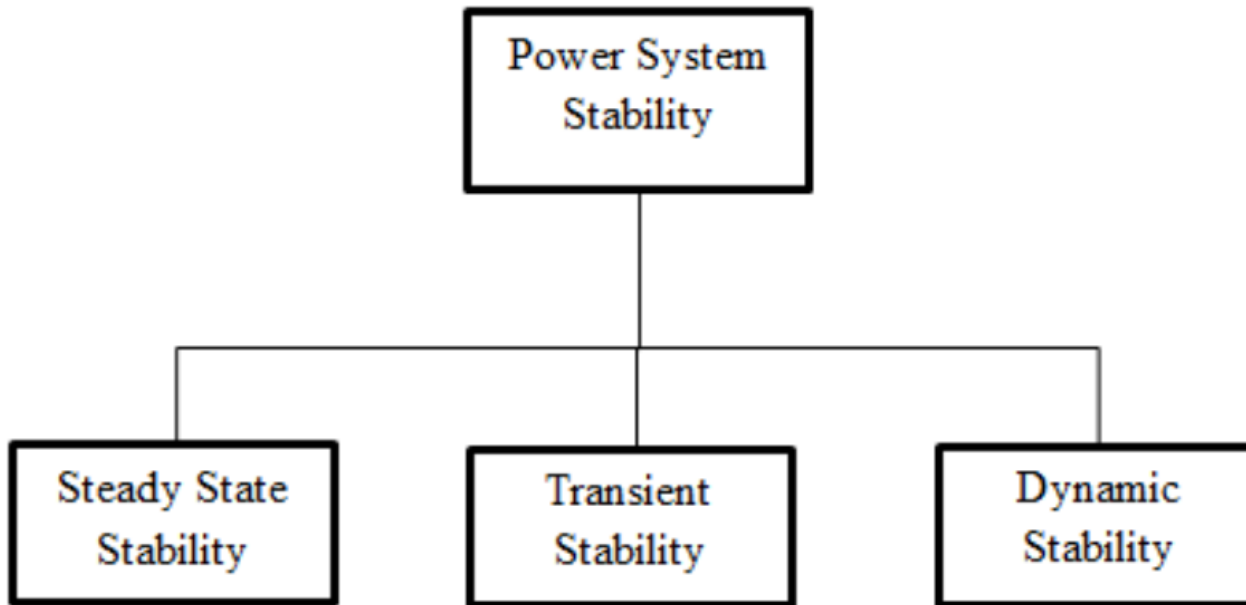 Power System
Stability
Steady State
Stability
Transient
Stability
Dynamic
Stability